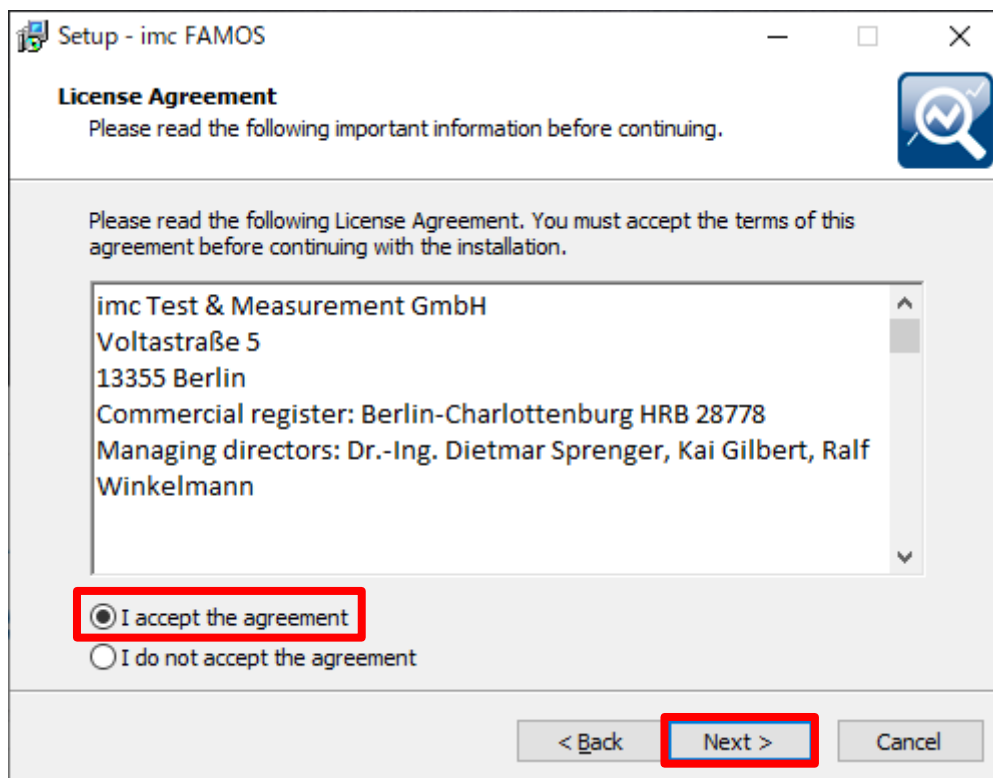 Setup - imc FAMOS
License Agreement
Please read the following important information before continuing.
Please read the following License Agreement. You must accept the terms of this
agreement before continuing with the installation.
imc Test & Measurement GmbH
Voltastraße 5
13355 Berlin
Commercial register: Berlin-Charlottenburg HRB 28778
Managing directors: Dr.-Ing. Dietmar Sprenger, Kai Gilbert, Ralf
Winkelmann
I accept the agreement
I do not accept the agreement
< Back
Next >
Cancel